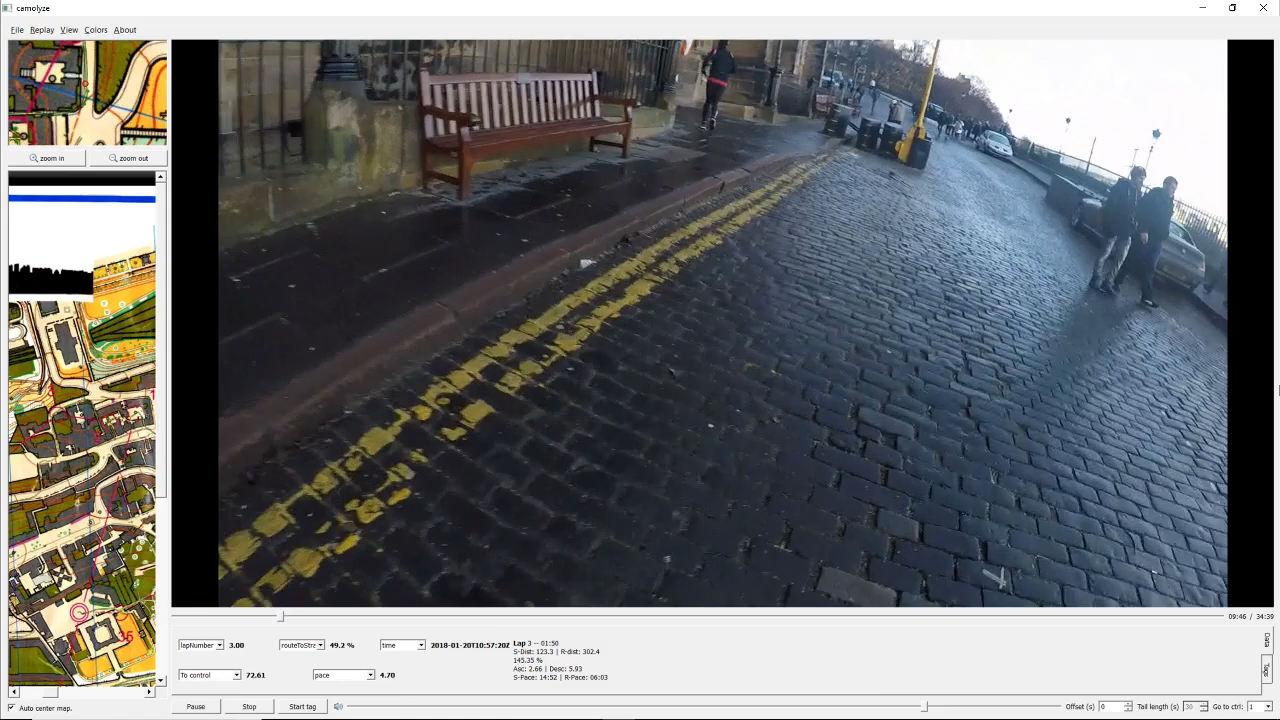 camolyze
File Replay View Colors About
zoom in zoom out
35
09:46 / 34:39
lapNumber 3.00 routeToStra 49.2 % time 2018-01-20T10:57:20Z
Lap 3 -- 01:50
S-Dist: 123.3 | R-dist: 302.4
145.35 %
Asc: 2.66 | Desc: 5.93
S-Pace: 14:52 | R-Pace: 06:03
To control 72.61 pace 4.70
Data
Tags
Auto center map.
Pause Stop Start tag Offset (s) 0 Tail length (s) 30 Go to ctrl: 1